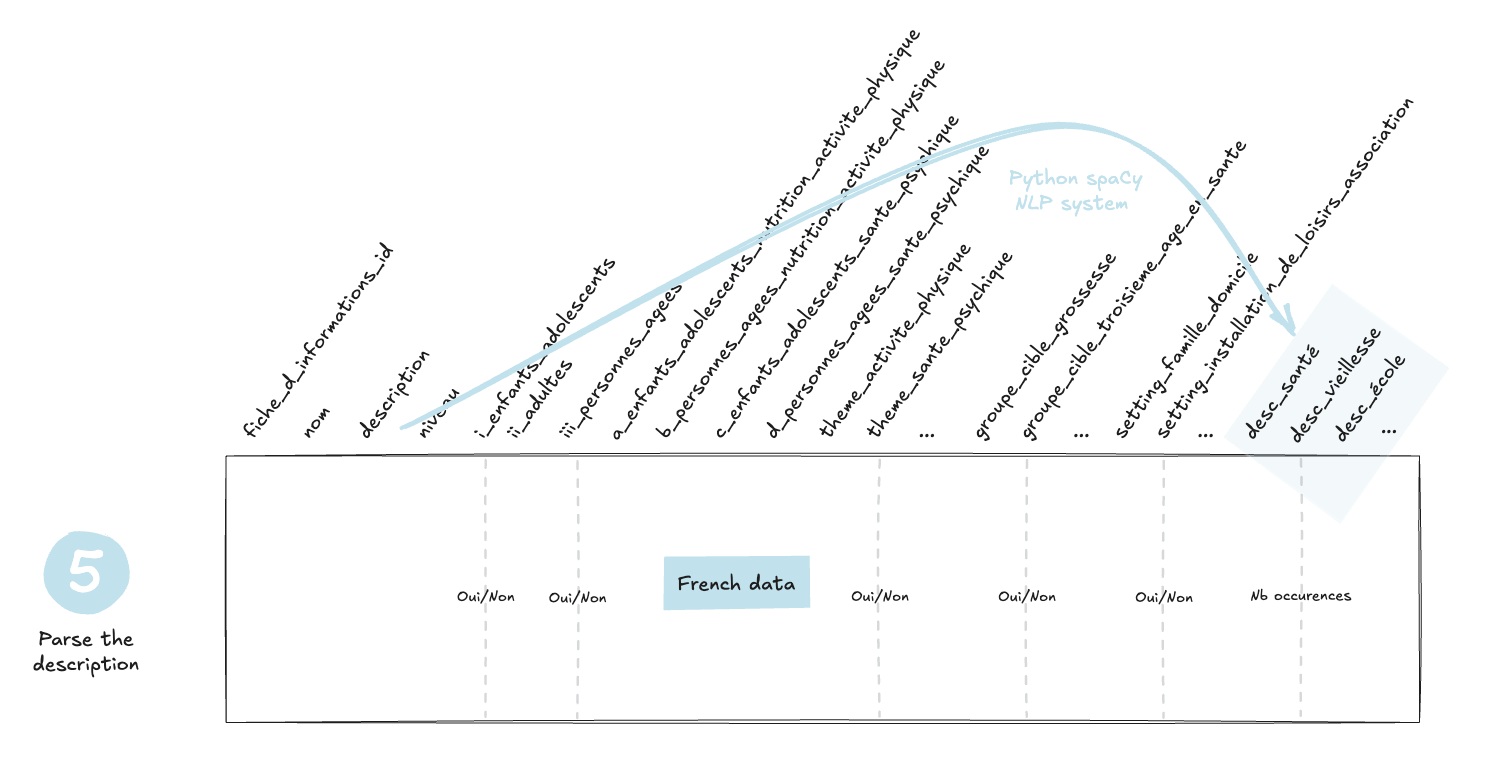 fiche_d_informations_id
nom
description
niveau
i_enfants_adolescents
ii_adultes
iii_personnes_agees
a_enfants_adolescents_nutrition_activite_physique
b_personnes_agees_nutrition_activite_physique
c_enfants_adolescents_sante_psychique
d_personnes_agees_sante_psychique
theme_activite_physique
theme_sante_psychique
...
groupe_cible_grossesse
groupe_cible_troisieme_age_en_sante
...
setting_famille_domicile
setting_installation_de_loisirs_association
...
desc_santé
desc_vieillesse
desc_école
...
Python spaCy
NLP system
5
Parse the
description
Oui/Non
Oui/Non
French data
Oui/Non
Oui/Non
Oui/Non
Nb occurences